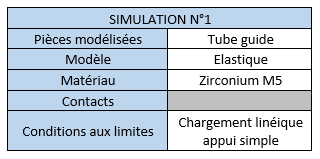 SIMULATION N°1
Pièces modélisées Tube guide
Modèle Elastique
Matériau Zirconium M5
Contacts
Conditions aux limites Chargement linéique
appui simple